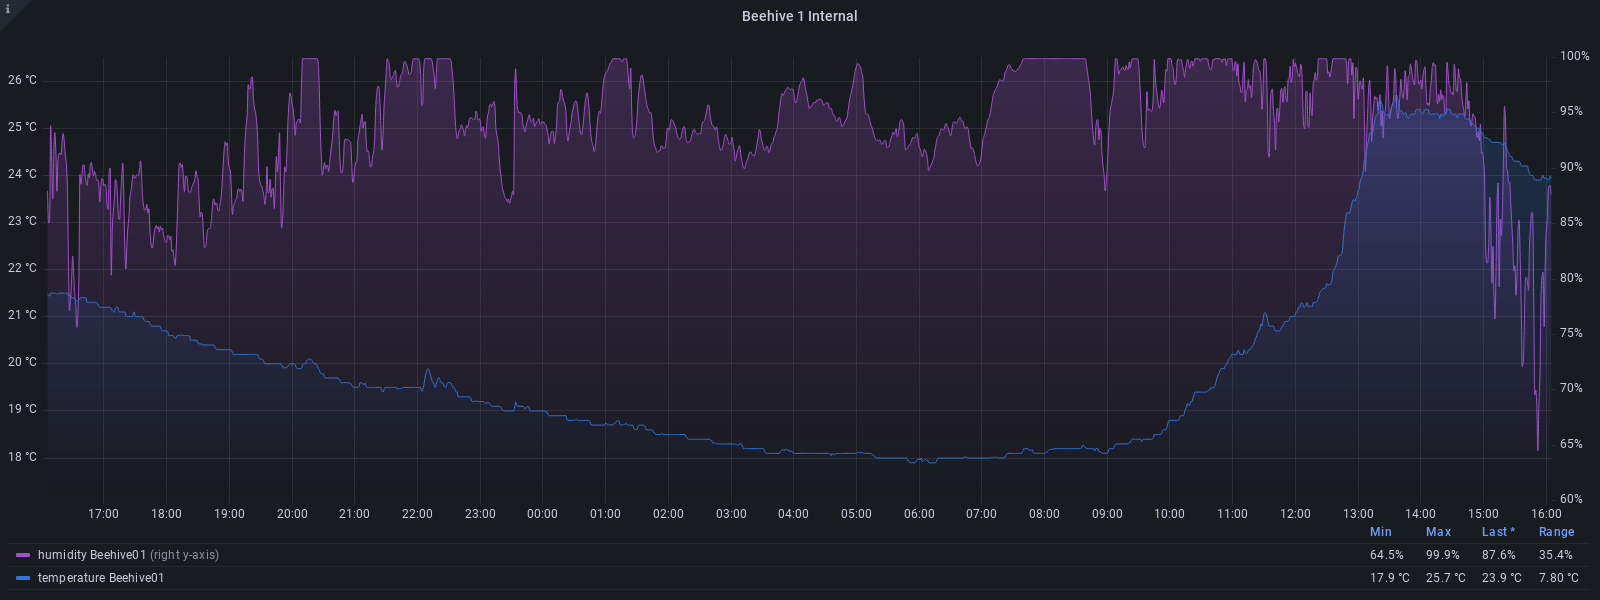 i
Beehive 1 Internal
26 °C
25 °C
24 °C
23 °C
22 °C
21 °C
20 °C
19 °C
18 °C
100%
95%
90%
85%
80%
75%
70%
65%
60%
17:00 18:00 19:00 20:00 21:00 22:00 23:00 00:00 01:00 02:00 03:00 04:00 05:00 06:00 07:00 08:00 09:00 10:00 11:00 12:00 13:00 14:00 15:00 16:00
Min Max Last * Range
humidity Beehive01 (right y-axis) 64.5% 99.9% 87.6% 35.4%
temperature Beehive01 17.9 °C 25.7 °C 23.9 °C 7.80 °C